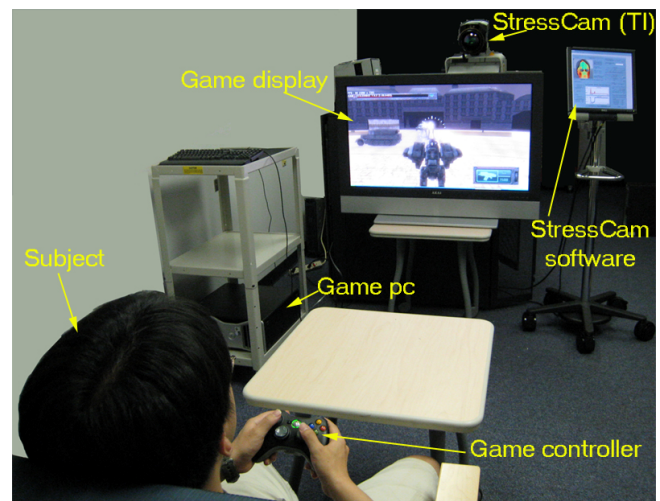 StressCam (TI)
Game display
StressCam
software
Subject
Game pc
Game controller